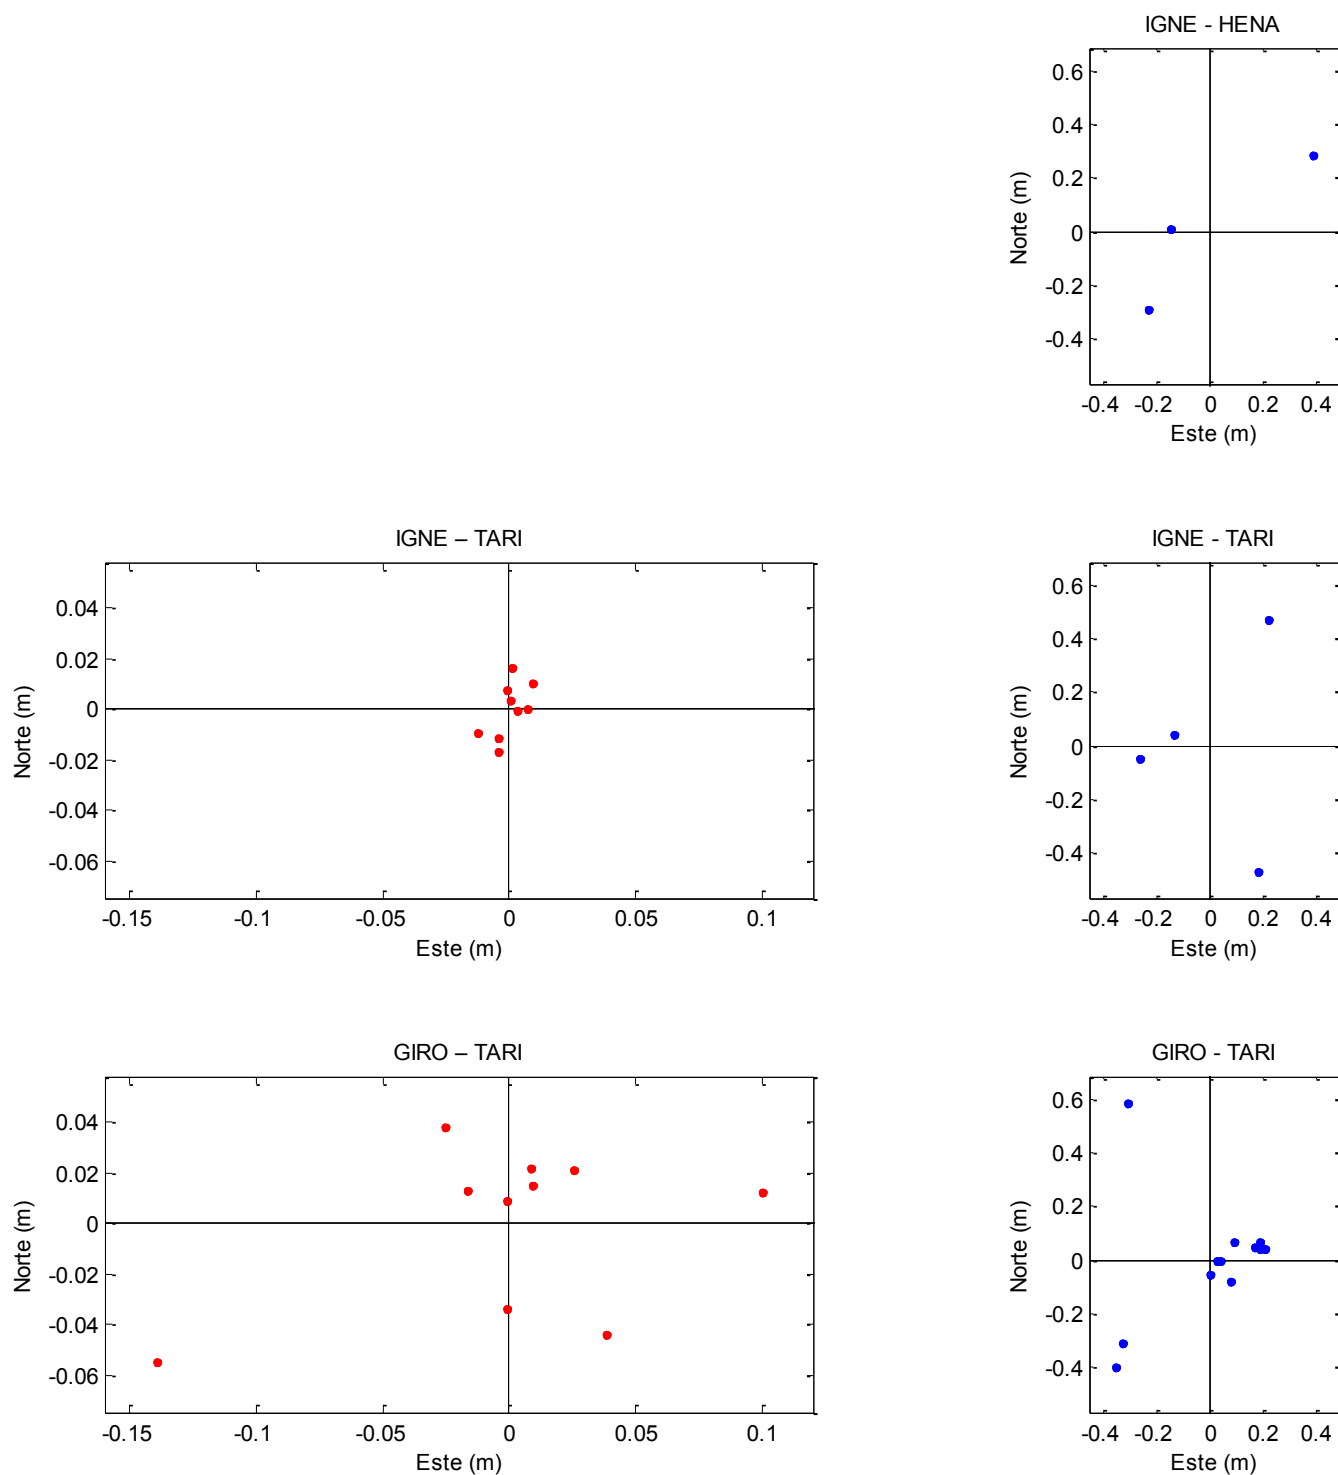 IGNE - HENA
0.6
0.4
0.2
0
-0.2
-0.4
Norte (m)
-0.4 -0.2 0 0.2 0.4
Este (m)
IGNE – TARI
0.04
0.02
0
-0.02
-0.04
-0.06
Norte (m)
-0.15 -0.1 -0.05 0 0.05 0.1
Este (m)
IGNE - TARI
0.6
0.4
0.2
0
-0.2
-0.4
Norte (m)
-0.4 -0.2 0 0.2 0.4
Este (m)
GIRO – TARI
0.04
0.02
0
-0.02
-0.04
-0.06
Norte (m)
-0.15 -0.1 -0.05 0 0.05 0.1
Este (m)
GIRO - TARI
0.6
0.4
0.2
0
-0.2
-0.4
Norte (m)
-0.4 -0.2 0 0.2 0.4
Este (m)